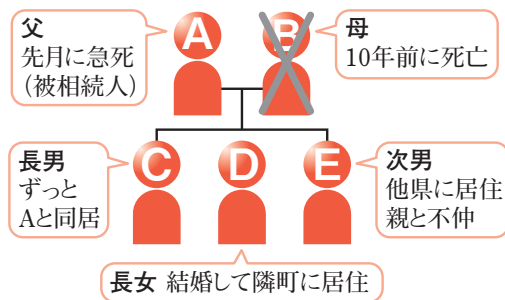 父
先月に急死
(被相続人)
A
B
母
10年前に死亡
長男
ずっと
Aと同居
C
D
E
次男
他県に居住
親と不仲
長女 結婚して隣町に居住